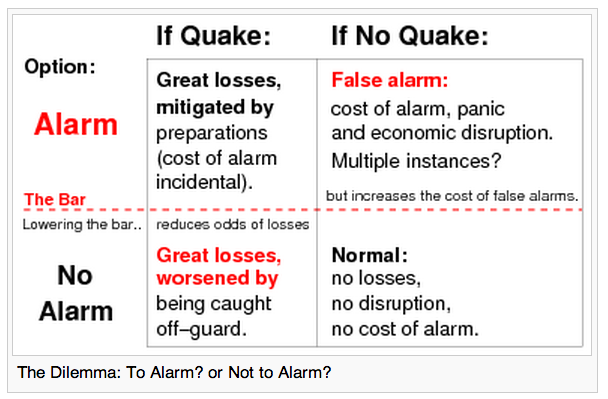 If Quake:
If No Quake:
Option:
Alarm
Great losses,
mitigated by
preparations
(cost of alarm
incidental).
False alarm:
cost of alarm, panic
and economic disruption.
Multiple instances?
The Bar
but increases the cost of false alarms.
Lowering the bar..
reduces odds of losses
No
Alarm
Great losses,
worsened by
being caught
off–guard.
Normal:
no losses,
no disruption,
no cost of alarm.
The Dilemma: To Alarm? or Not to Alarm?